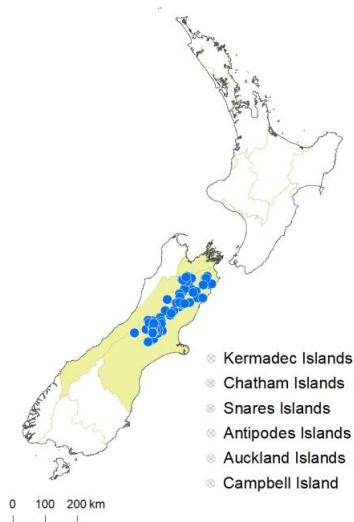 Kermadec Islands
Chatham Islands
Snares Islands
Antipodes Islands
Auckland Islands
Campbell Island
0 100 200 km